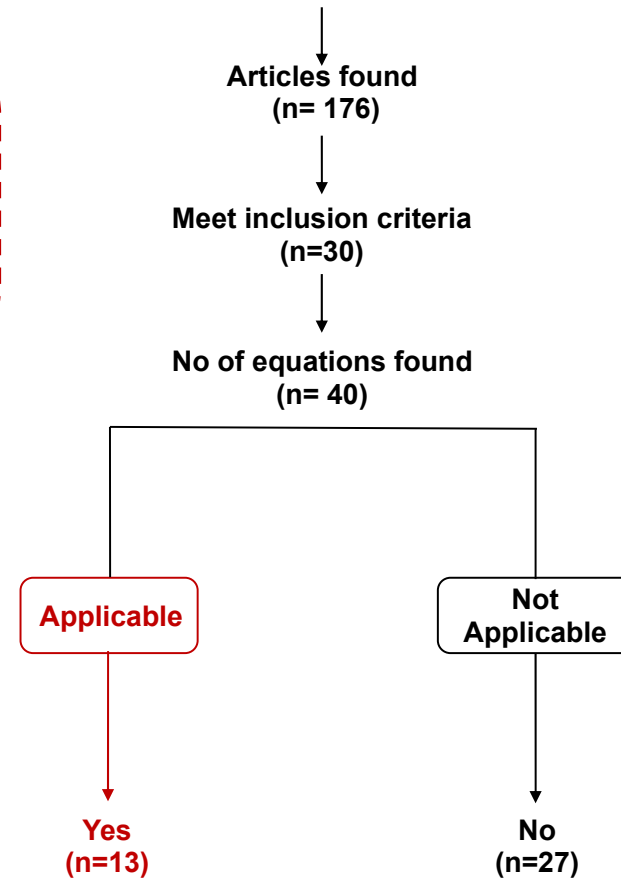 Articles found
(n= 176)
Meet inclusion criteria
(n=30)
No of equations found
(n= 40)
Applicable
Not
Applicable
Yes
(n=13)
No
(n=27)